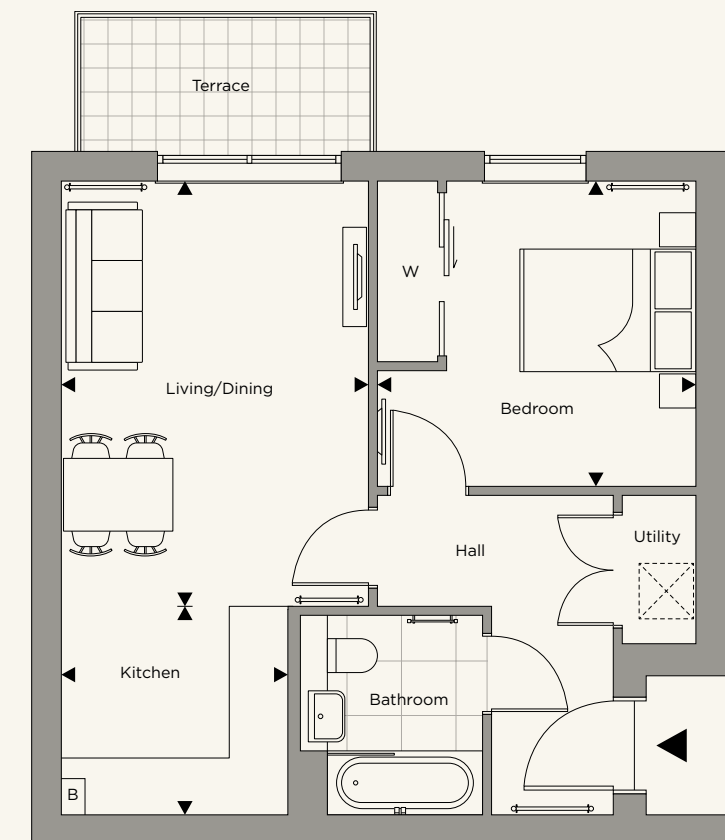 Terrace
W
Living/Dining
Bedroom
Hall
Utility
Kitchen
Bathroom
B